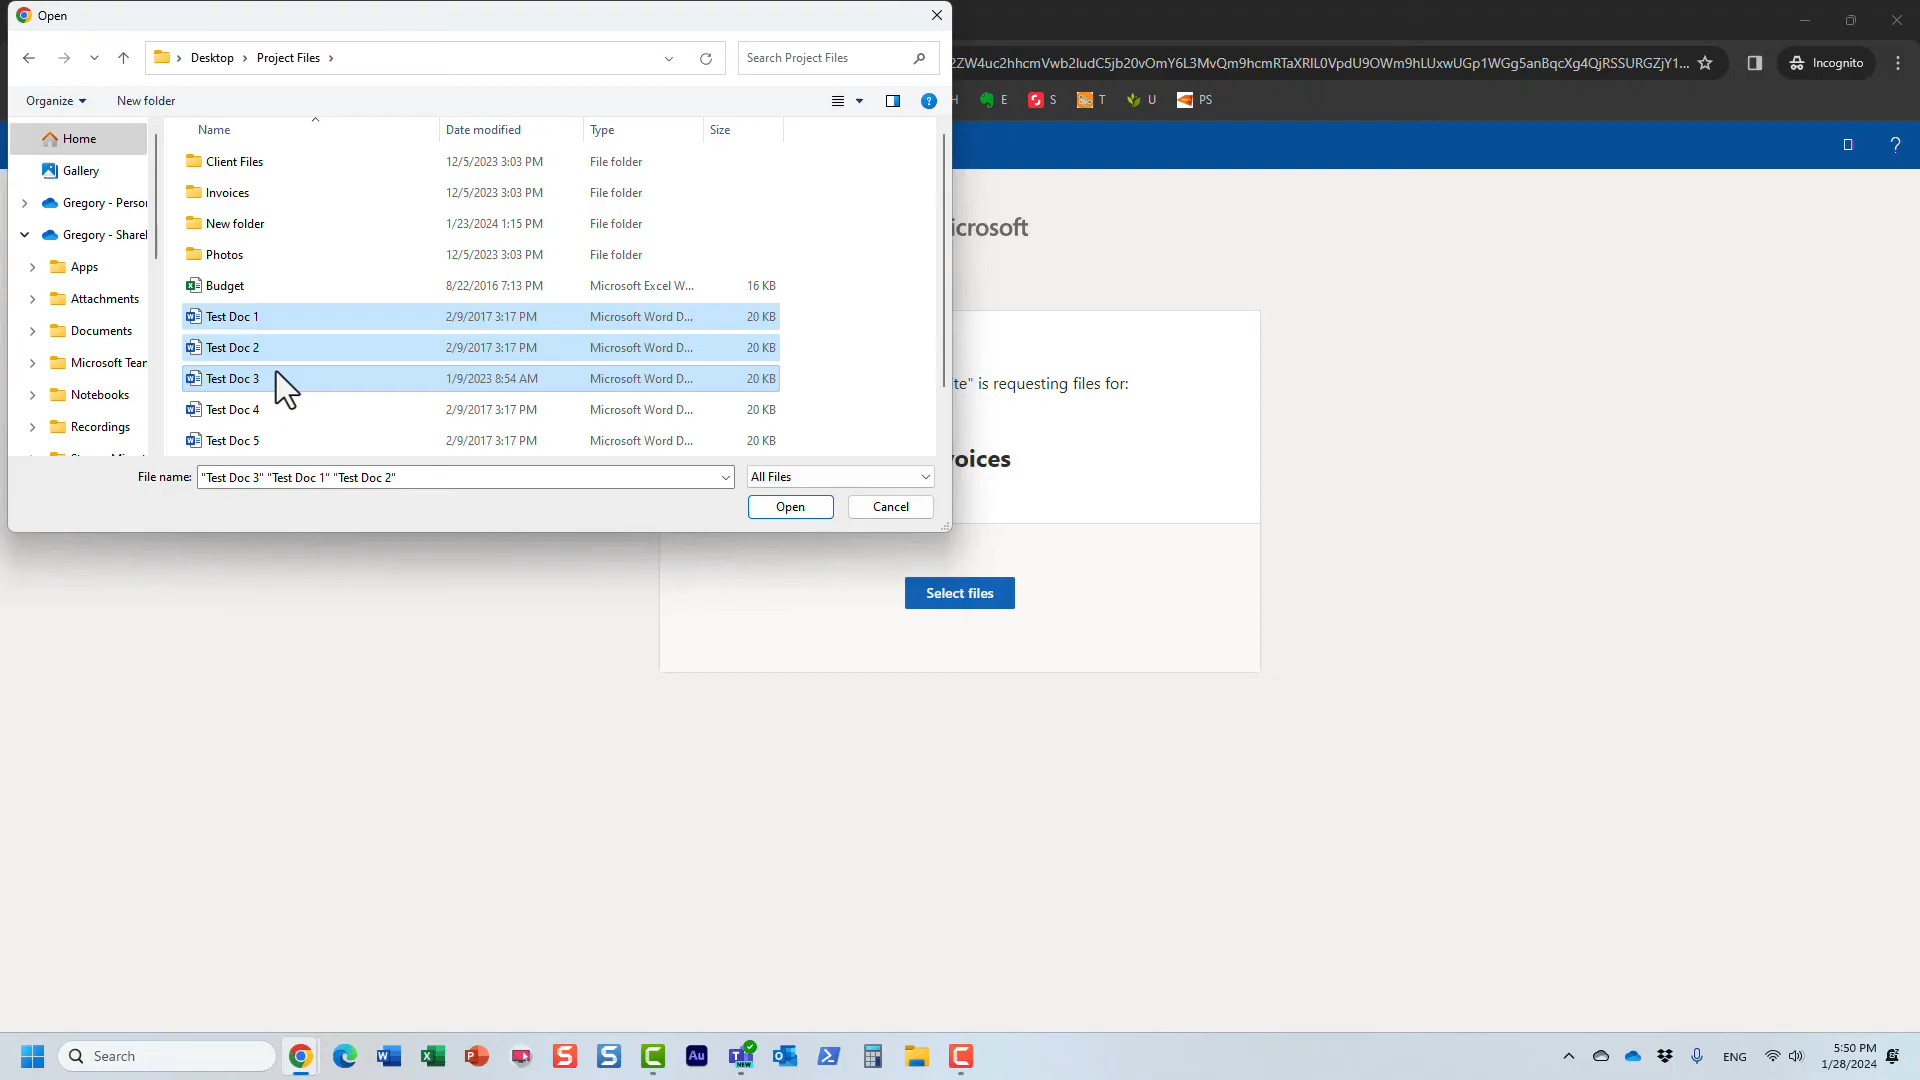 Open
Desktop
Project Files
Search Project Files
2ZW4uc2hhcmVwb2ludC5jb20vOmY6L3MvQm9hcmRTaXRlL0VpdU9OWm9hLUxwUGp1WGg5anBqcXg4QjRSSURGZjY1...
Incognito
Organize
New folder
E
S
T
U
PS
Name
Date modified
Type
Size
Home
Gallery
Gregory - Person
Gregory - Sharel
Apps
Attachments
Documents
Microsoft Tean
Notebooks
Recordings
Client Files 12/5/2023 3:03 PM File folder
Invoices 12/5/2023 3:03 PM File folder
New folder 1/23/2024 1:15 PM File folder
Photos 12/5/2023 3:03 PM File folder
Budget 8/22/2016 7:13 PM Microsoft Excel W... 16 KB
Test Doc 1 2/9/2017 3:17 PM Microsoft Word D... 20 KB
Test Doc 2 2/9/2017 3:17 PM Microsoft Word D... 20 KB
Test Doc 3 1/9/2023 8:54 AM Microsoft Word D... 20 KB
Test Doc 4 2/9/2017 3:17 PM Microsoft Word D... 20 KB
Test Doc 5 2/9/2017 3:17 PM Microsoft Word D... 20 KB
File name: "Test Doc 3" "Test Doc 1" "Test Doc 2"
All Files
Open
Cancel
?
icrosoft
te" is requesting files for:
oices
Select files
Search
ENG
5:50 PM
1/28/2024